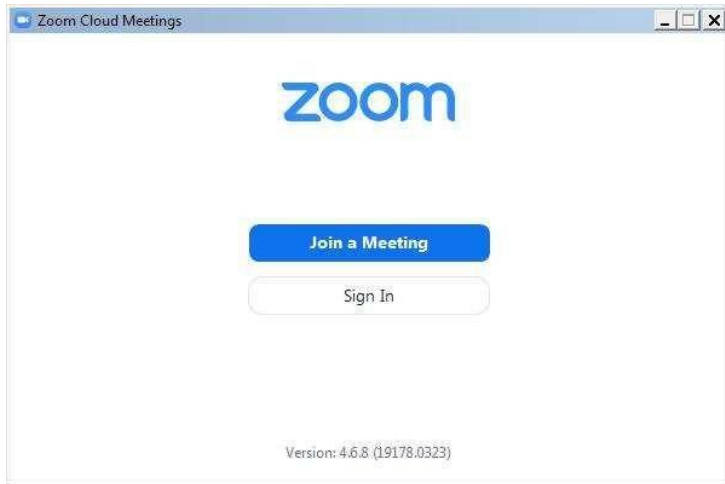 Zoom Cloud Meetings
zoom
Join a Meeting
Sign In
Version: 4.6.8 (19178.0323)